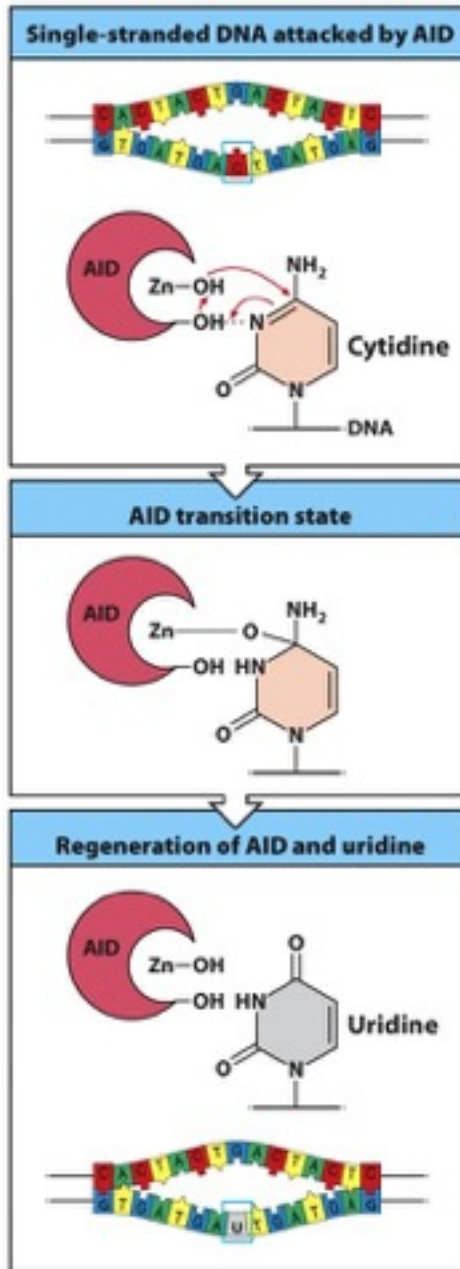 Single-stranded DNA attacked by AID
C A C T A C T G A C T A C T C
G T G A T G A C T G A T G A G
AID
Zn–OH
OH
NH₂
N
Cytidine
O
N
DNA
AID transition state
AID
Zn
O
NH₂
OH HN
O
N
Regeneration of AID and uridine
AID
Zn–OH
OH HN
O
Uridine
O
N
C A C T A C T G A C T A C T C
G T G A T G A U T G A T G A G